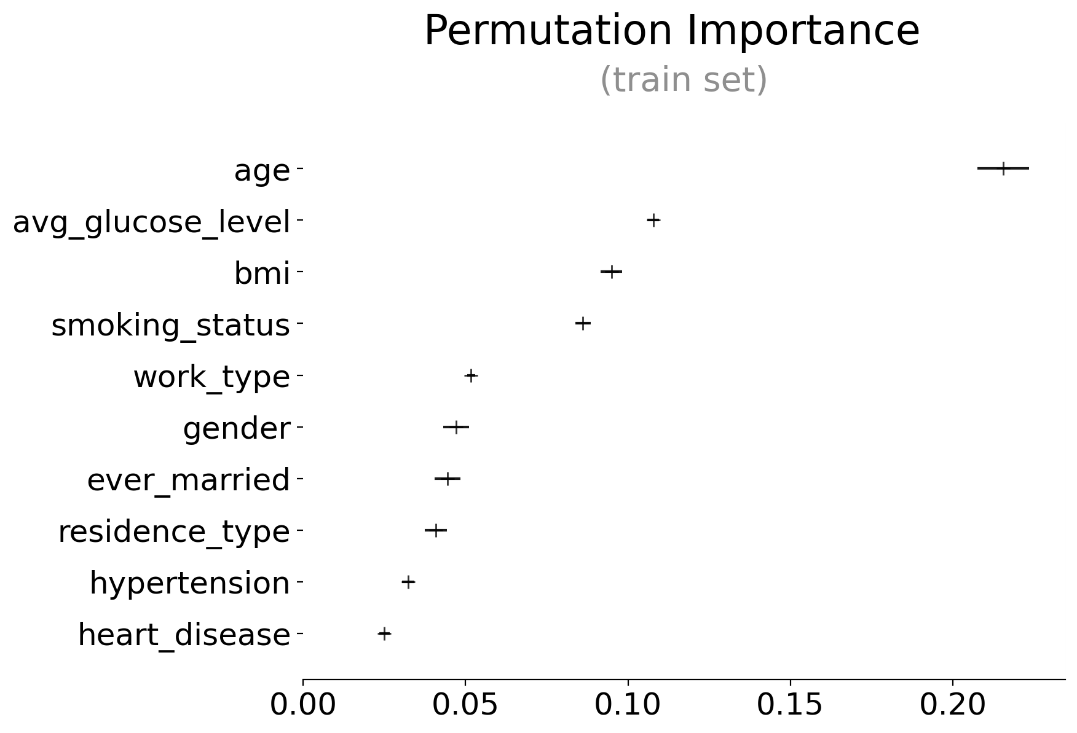 Permutation Importance
(train set)
age
avg_glucose_level
bmi
smoking_status
work_type
gender
ever_married
residence_type
hypertension
heart_disease
0.00 0.05 0.10 0.15 0.20